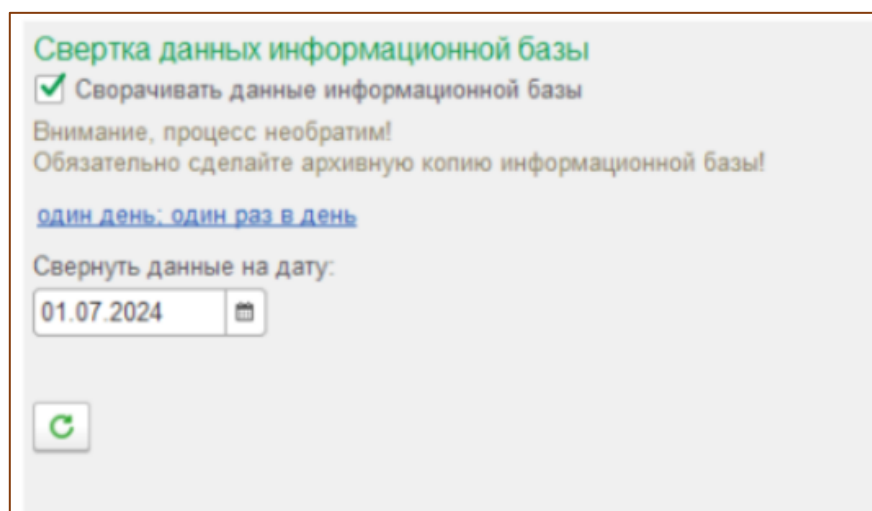 Свертка данных информационной базы
Сворачивать данные информационной базы
Внимание, процесс необратим!
Обязательно сделайте архивную копию информационной базы!
один день; один раз в день
Свернуть данные на дату:
01.07.2024